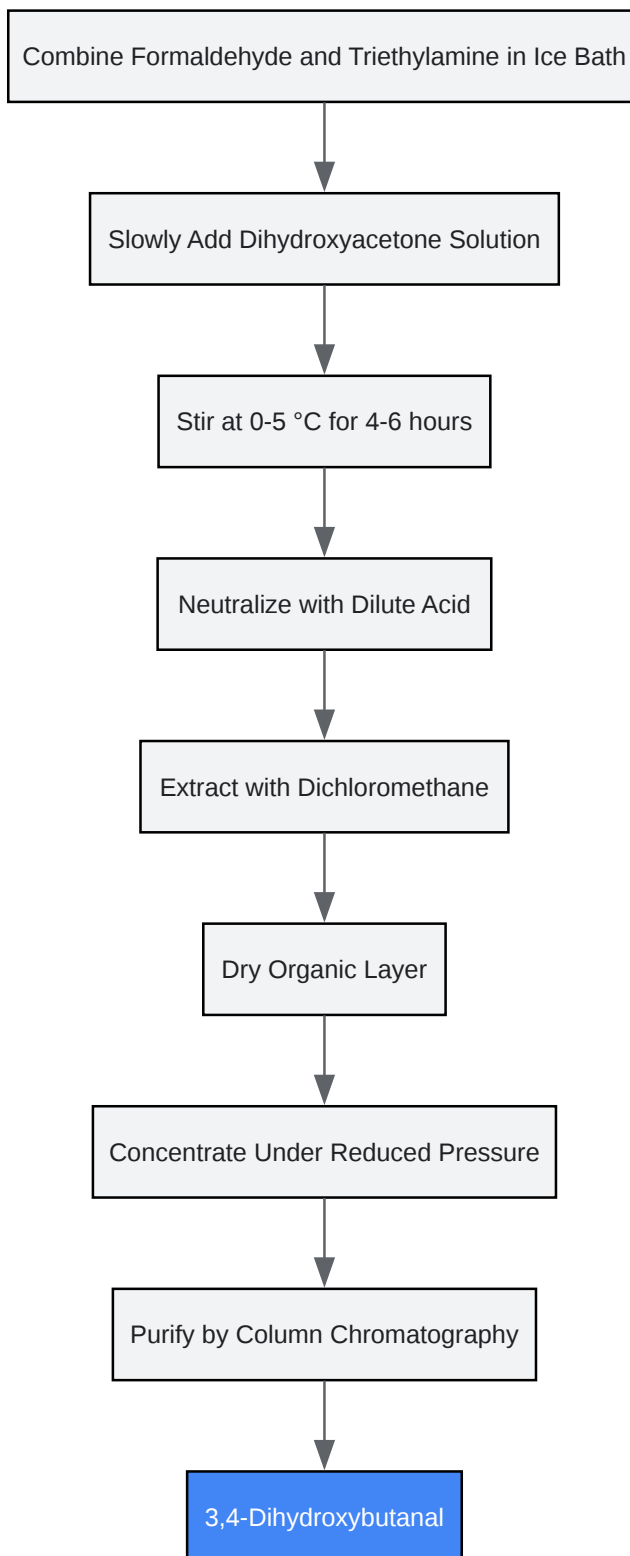 Combine Formaldehyde and Triethylamine in Ice Bath
Slowly Add Dihydroxyacetone Solution
Stir at 0-5 °C for 4-6 hours
Neutralize with Dilute Acid
Extract with Dichloromethane
Dry Organic Layer
Concentrate Under Reduced Pressure
Purify by Column Chromatography
3,4-Dihydroxybutanal